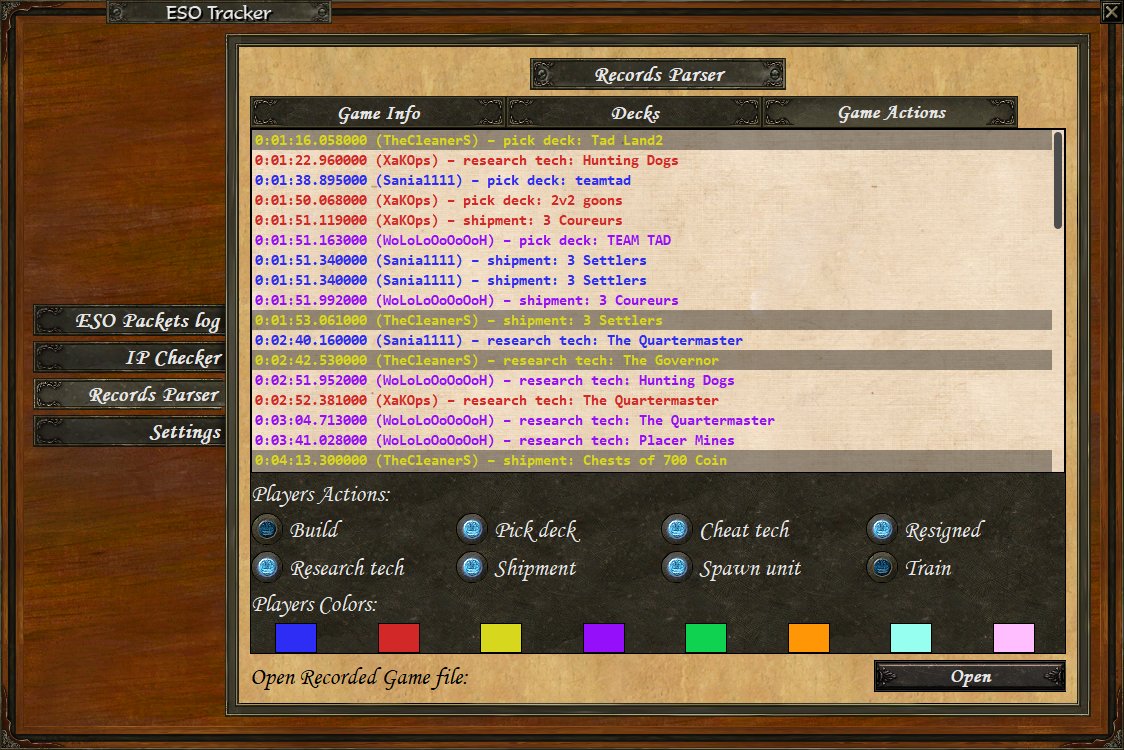 ESO Tracker
Records Parser
Game Info Decks Game Actions
0:01:16.058000 (TheCleanerS) – pick deck: Tad Land2
0:01:22.960000 (XaKOps) – research tech: Hunting Dogs
0:01:38.895000 (Sania1111) – pick deck: teamtad
0:01:50.068000 (XaKOps) – pick deck: 2v2 goons
0:01:51.119000 (XaKOps) – shipment: 3 Coureurs
0:01:51.163000 (WoLoLoOoOoOoH) – pick deck: TEAM TAD
0:01:51.340000 (Sania1111) – shipment: 3 Settlers
0:01:51.340000 (Sania1111) – shipment: 3 Settlers
0:01:51.992000 (WoLoLoOoOoOoH) – shipment: 3 Coureurs
0:01:53.061000 (TheCleanerS) – shipment: 3 Settlers
0:02:40.160000 (Sania1111) – research tech: The Quartermaster
0:02:42.530000 (TheCleanerS) – research tech: The Governor
0:02:51.952000 (WoLoLoOoOoOoH) – research tech: Hunting Dogs
0:02:52.381000 (XaKOps) – research tech: The Quartermaster
0:03:04.713000 (WoLoLoOoOoOoH) – research tech: The Quartermaster
0:03:41.028000 (WoLoLoOoOoOoH) – research tech: Placer Mines
0:04:13.300000 (TheCleanerS) – shipment: Chests of 700 Coin
ESO Packets log
IP Checker
Records Parser
Settings
Players Actions:
Build Pick deck Cheat tech Resigned
Research tech Shipment Spawn unit Train
Players Colors:
Open Recorded Game file: Open